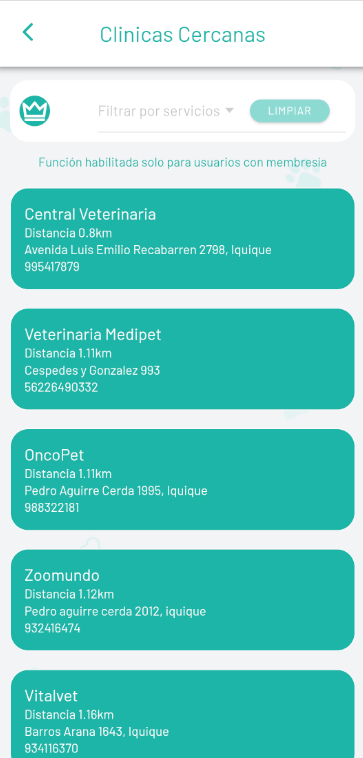 Clinicas Cercanas
Filtrar por servicios
LIMPIAR
Función habilitada solo para usuarios con membresia
Central Veterinaria
Distancia 0.8km
Avenida Luis Emilio Recabarren 2798, Iquique
995417879
Veterinaria Medipet
Distancia 1.11km
Cespedes y Gonzalez 993
56226490332
OncoPet
Distancia 1.11km
Pedro Aguirre Cerda 1995, Iquique
988322181
Zoomundo
Distancia 1.12km
Pedro aguirre cerda 2012, iquique
932416474
Vitalvet
Distancia 1.16km
Barros Arana 1643, Iquique
934116370